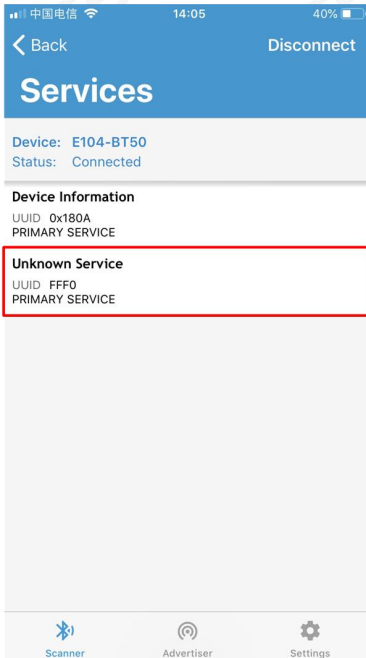 中国电信 14:05 40%
Back Disconnect
Services
Device: E104-BT50
Status: Connected
Device Information
UUID 0x180A
PRIMARY SERVICE
Unknown Service
UUID FFF0
PRIMARY SERVICE
Scanner Advertiser Settings